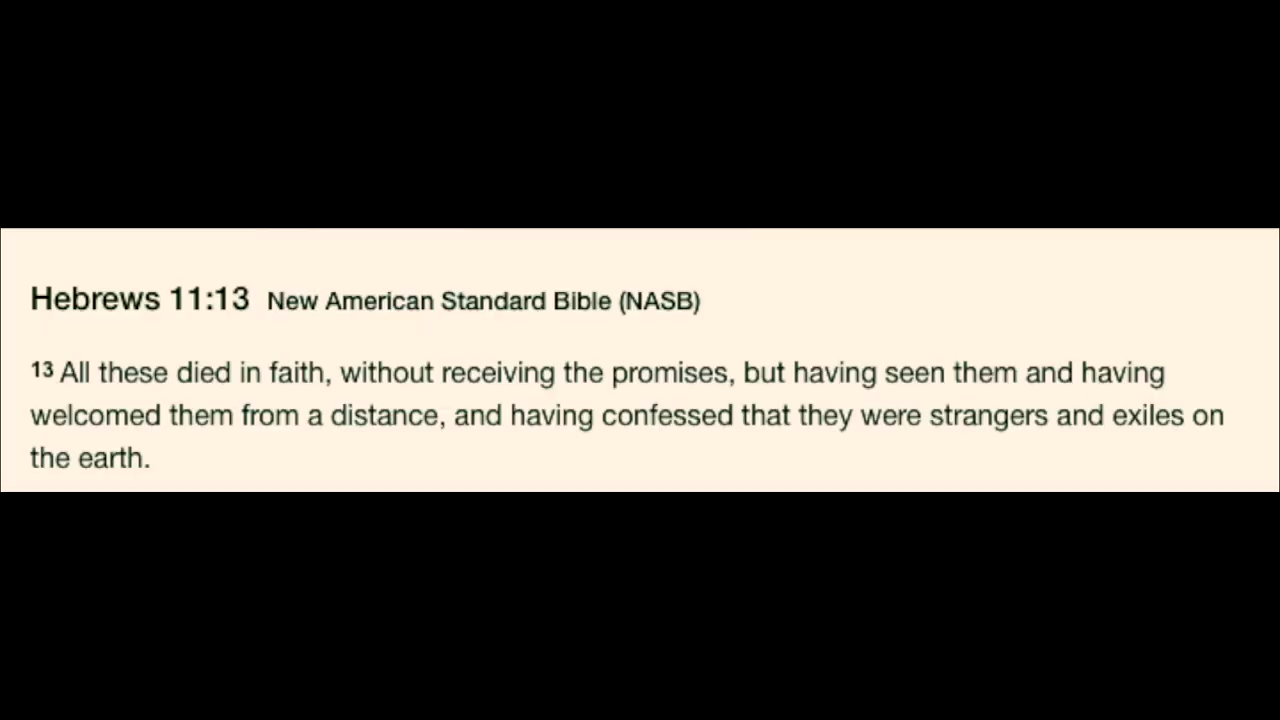 Hebrews 11:13 New American Standard Bible (NASB)
13 All these died in faith, without receiving the promises, but having seen them and having
welcomed them from a distance, and having confessed that they were strangers and exiles on
the earth.